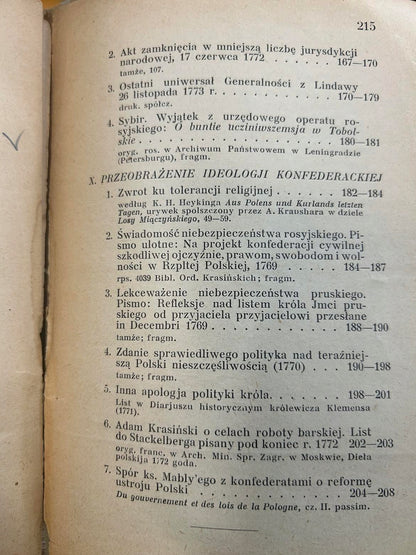 215
2. Akt zamknięcia w mniejszą liczbę jurysdykcji
narodowej, 17 czerwca 1772 . . . . 167—170
tamże, 107.
3. Ostatni uniwersał Generalności z Lindawy
26 listopada 1773 r. . . . . . 170—179
druk. spółcz.
4. Sybir. Wyjątek z urzędowego operatu ro-
syjskiego: O buntie ucziniwszemsja w Tobol-
skie . . . . . . . . . 180—181
oryg. ros. w Archiwum Państwowem w Leningradzie
(Petersburgu), fragm.
X. PRZEOBRAŻENIE IDEOLOGJI KONFEDERACKIEJ
1. Zwrot ku tolerancji religijnej . . . 182—184
według K. H. Heykinga Aus Polens und Kurlands letzten
Tagen, urywek spolszczony przez A. Kraushara w dziele
Losy Miączyńskiego, 49—59.
2. Świadomość niebezpieczeństwa rosyjskiego. Pi-
smo ulotne: Na projekt konfederacji cywilnej
szkodliwej ojczyźnie, prawom, swobodom i wol-
ności w Rzpltej Polskiej, 1769 . . . 184—187
rps. 4039 Bibl. Ord. Krasińskich; fragm.
3. Lekceważenie niebezpieczeństwa pruskiego.
Pismo: Refleksje nad listem króla Jmci pru-
skiego od przyjaciela przyjacielowi przesłane
in Decembri 1769 . . . . . . 188—190
tamże; fragm.
4. Zdanie sprawiedliwego polityka nad teraźniej-
szą Polski nieszczęśliwością (1770) . . 190—198
tamże; fragm.
5. Inna apologja polityki króla. . . . 198—201
List w Diarjuszu historycznym królewicza Klemensa
(1771).
6. Adam Krasiński o celach roboty barskiej. List
do Stackelberga pisany pod koniec r. 1772 202—203
oryg. franc. w Arch. Min. Spr. Zagr. w Moskwie, Dieła
polskija 1772 goda.
7. Spór ks. Mably'ego z konfederatami o reformę
ustroju Polski . . . . . . . 204—208
Du gouvernement et des lois de la Pologne, cz. II. passim.